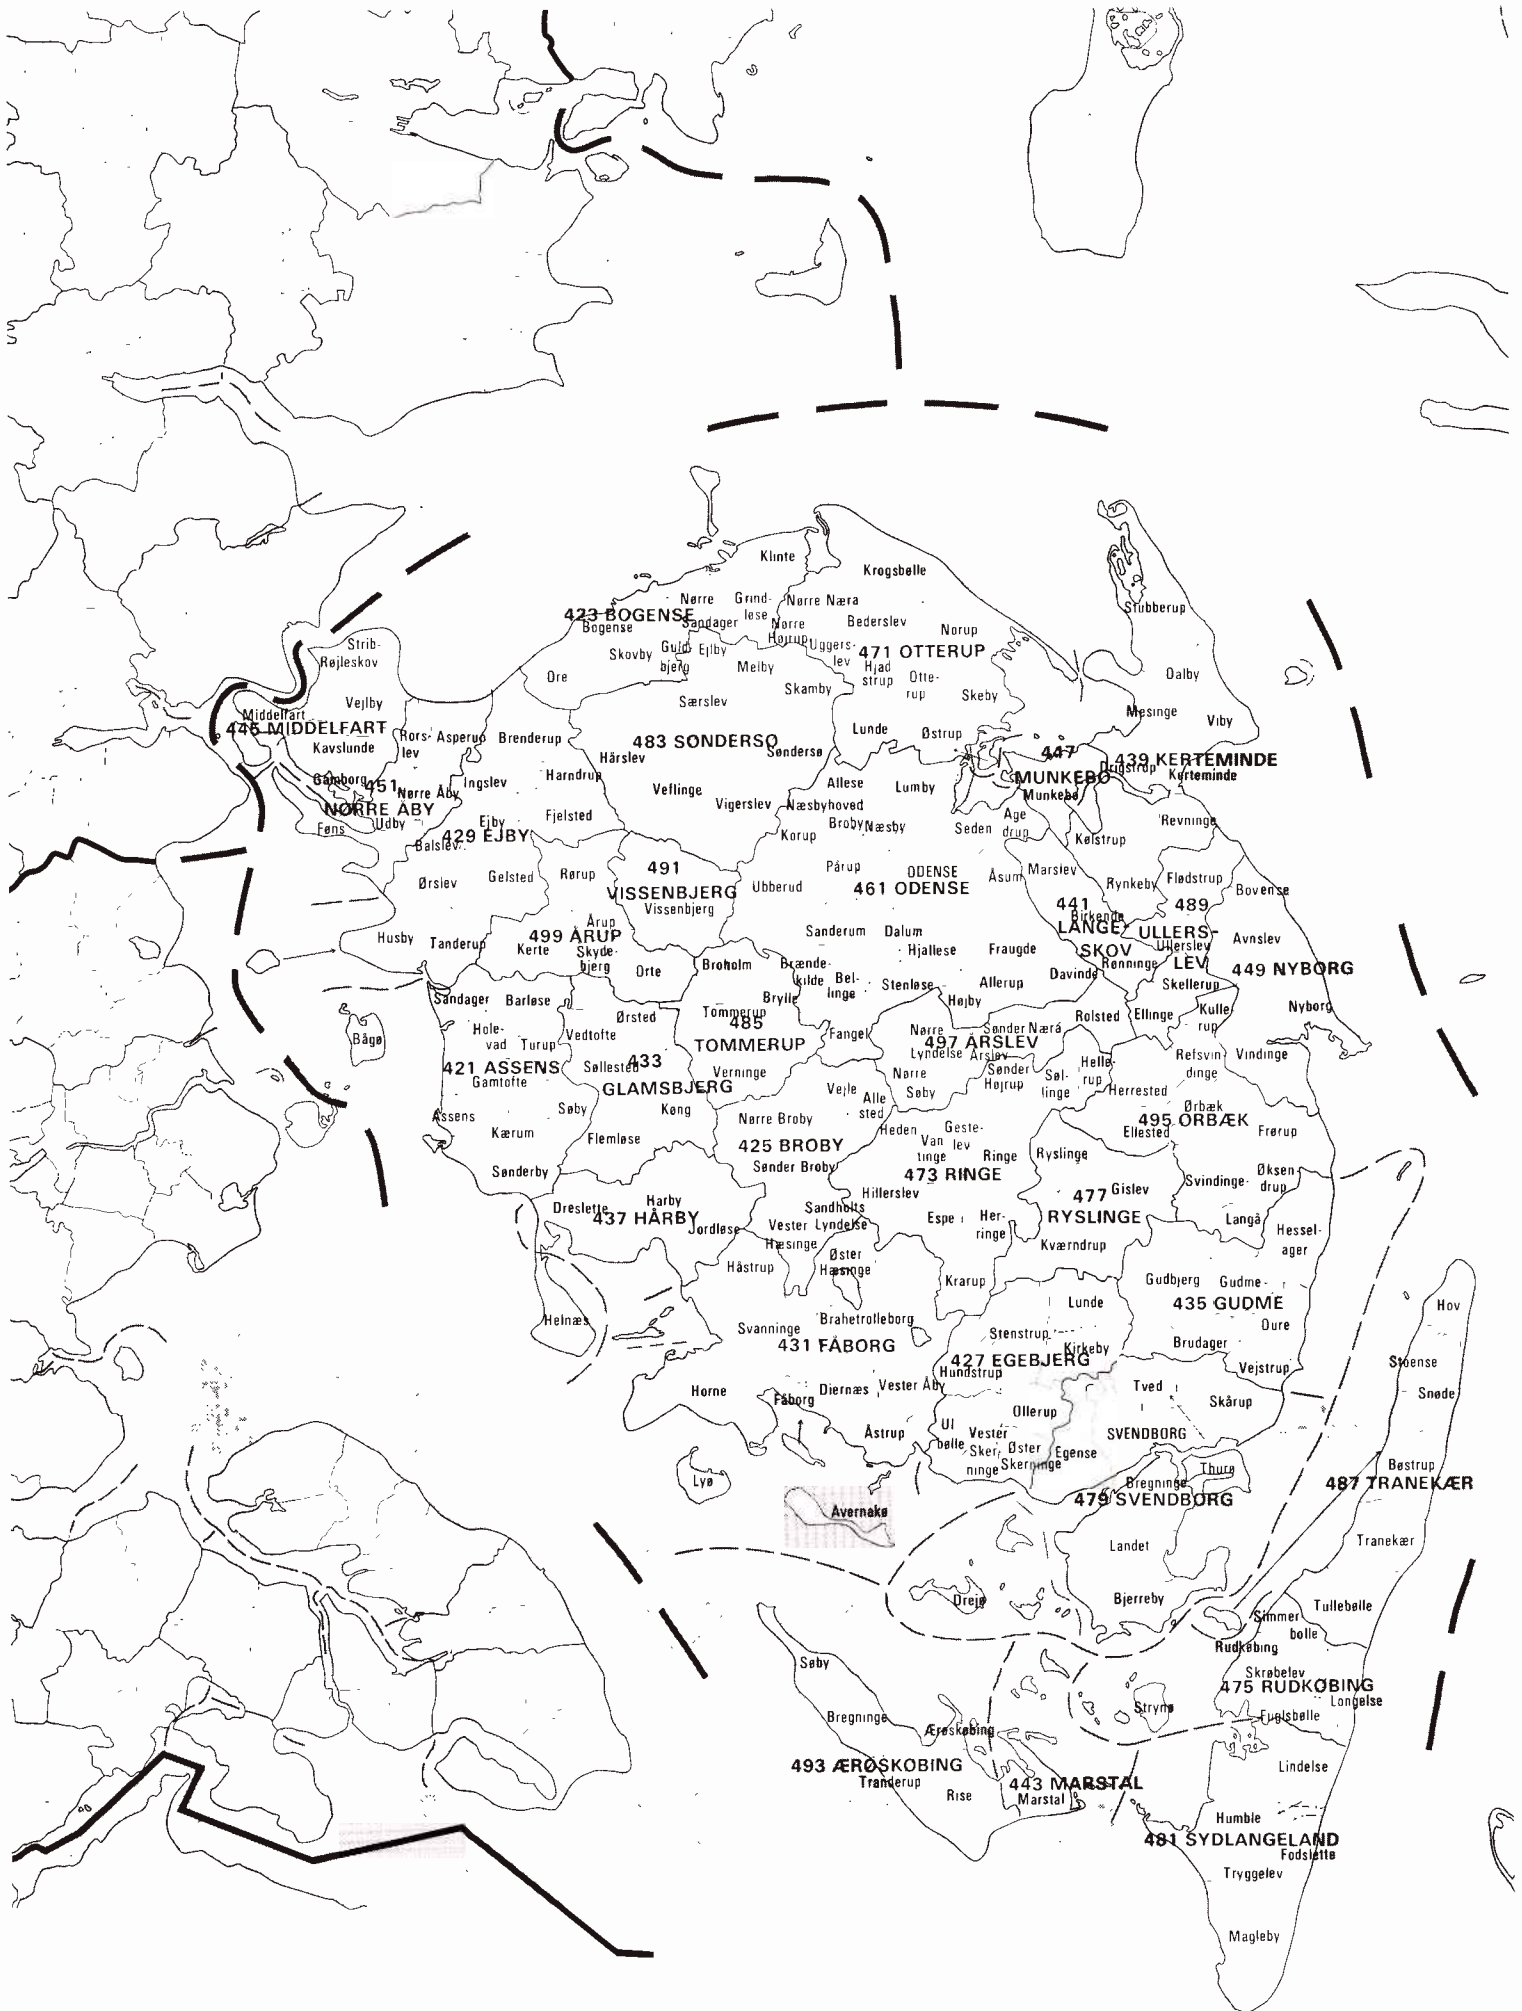 Klinte
Krogsbølle
Nørre
Sandager
Grind-
løse
Nørre Næra
423 BOGENSE
Bogense
Nørre
Højrup
Bederslev
Norup
Stubberup
Skovby
Guld
bjerg
Ejlby
Uggers-
lev
471 OTTERUP
Strib-
Røjleskov
Ore
Melby
Hjad
strup
Otte-
rup
Skeby
Dalby
Skamby
Særslev
Vejlby
Middelfart
445 MIDDELFART
Kavslunde
Rors-
lev
Asperup
Brenderup
483 SØNDERSØ
Søndersø
Lunde
Østrup
Mesinge
Viby
Hårslev
447
MUNKEBO
Munkebo
439 KERTEMINDE
Drigstrup
Kerteminde
Gamborg
451
Nørre Åby
NØRRE ÅBY
Ingslev
Harndrup
Veflinge
Vigerslev
Allese
Lumby
Næsbyhoved
Broby
Næsby
Føns
Udby
Ejby
Fjelsted
Korup
Seden
Age
drup
Revninge
Balslev
429 EJBY
Kølstrup
Ørslev
Gelsted
Rørup
491
VISSENBJERG
Vissenbjerg
Ubberud
Pårup
ODENSE
461 ODENSE
Åsum
Marslev
Rynkeby
Flødstrup
Bovense
441
Birkende
LANGE-
SKOV
489
ULLERS-
Ullerslev
LEV
Husby
Tanderup
Årup
499 ÅRUP
Kerte
Skyde-
bjerg
Orte
Broholm
Sanderum
Dalum
Hjallese
Fraugde
Avnslev
Rønninge
449 NYBORG
Brænde-
kilde
Bel-
linge
Stenløse
Allerup
Davinde
Skellerup
Sandager
Barløse
Brylle
Højby
Nyborg
Ørsted
Tommerup
485
TOMMERUP
Rolsted
Ellinge
Kulle
rup
Bågø
Hole-
vad
Turup
Vedtofte
Fangel
Nørre
Lyndelse
Sønder Nærå
497 ÅRSLEV
Årslev
Refsvin
dinge
Vindinge
421 ASSENS
Søllested
433
GLAMSBJERG
Verninge
Sønder
Højrup
Hellø
rup
Gamtofte
Nørre
Søby
Søl-
linge
Herrested
Assens
Søby
Køng
Vejle
Alle
sted
Ørbæk
495 ØRBÆK
Kærum
Flemløse
Nørre Broby
425 BROBY
Heden
Geste-
lev
Van
tinge
Ellested
Frørup
Sønderby
Sønder Broby
Ringe
473 RINGE
Ryslinge
Hillerslev
477
Gislev
RYSLINGE
Svindinge
Øksen
drup
Dreslette
Harby
437 HÅRBY
Jordløse
Sandholts
Lyndelse
Vester
Hæsinge
Espe
Her-
ringe
Langå
Hessel-
ager
Kværndrup
Håstrup
Øster
Hæsinge
Krarup
Gudbjerg
Gudme
435 GUDME
Helnæs
Lunde
Hov
Svanninge
Brahetrolleborg
431 FÅBORG
Stenstrup
Oure
427 EGEBJERG
Kirkeby
Brudager
Hundstrup
Vejstrup
Stoense
Horne
Fåborg
Diernæs
Vester Åby
Tved
Skårup
Snøde
Ollerup
Åstrup
Ul
bølle
Vester
Sker
ninge
Øster
Skerninge
Egense
SVENDBORG
Lyø
Bregninge
Thurø
Bøstrup
479 SVENDBORG
487 TRANEKÆR
Avernakø
Landet
Tranekær
Drejø
Bjerreby
Tullebølle
Simmer
bolle
Rudkøbing
Søby
Skrøbelev
475 RUDKØBING
Longelse
Strynø
Fuglsbølle
Bregninge
Ærøskøbing
493 ÆRØSKØBING
Tranderup
Lindelse
Rise
443 MARSTAL
Marstal
Humble
481 SYDLANGELAND
Fodslette
Tryggelev
Magleby